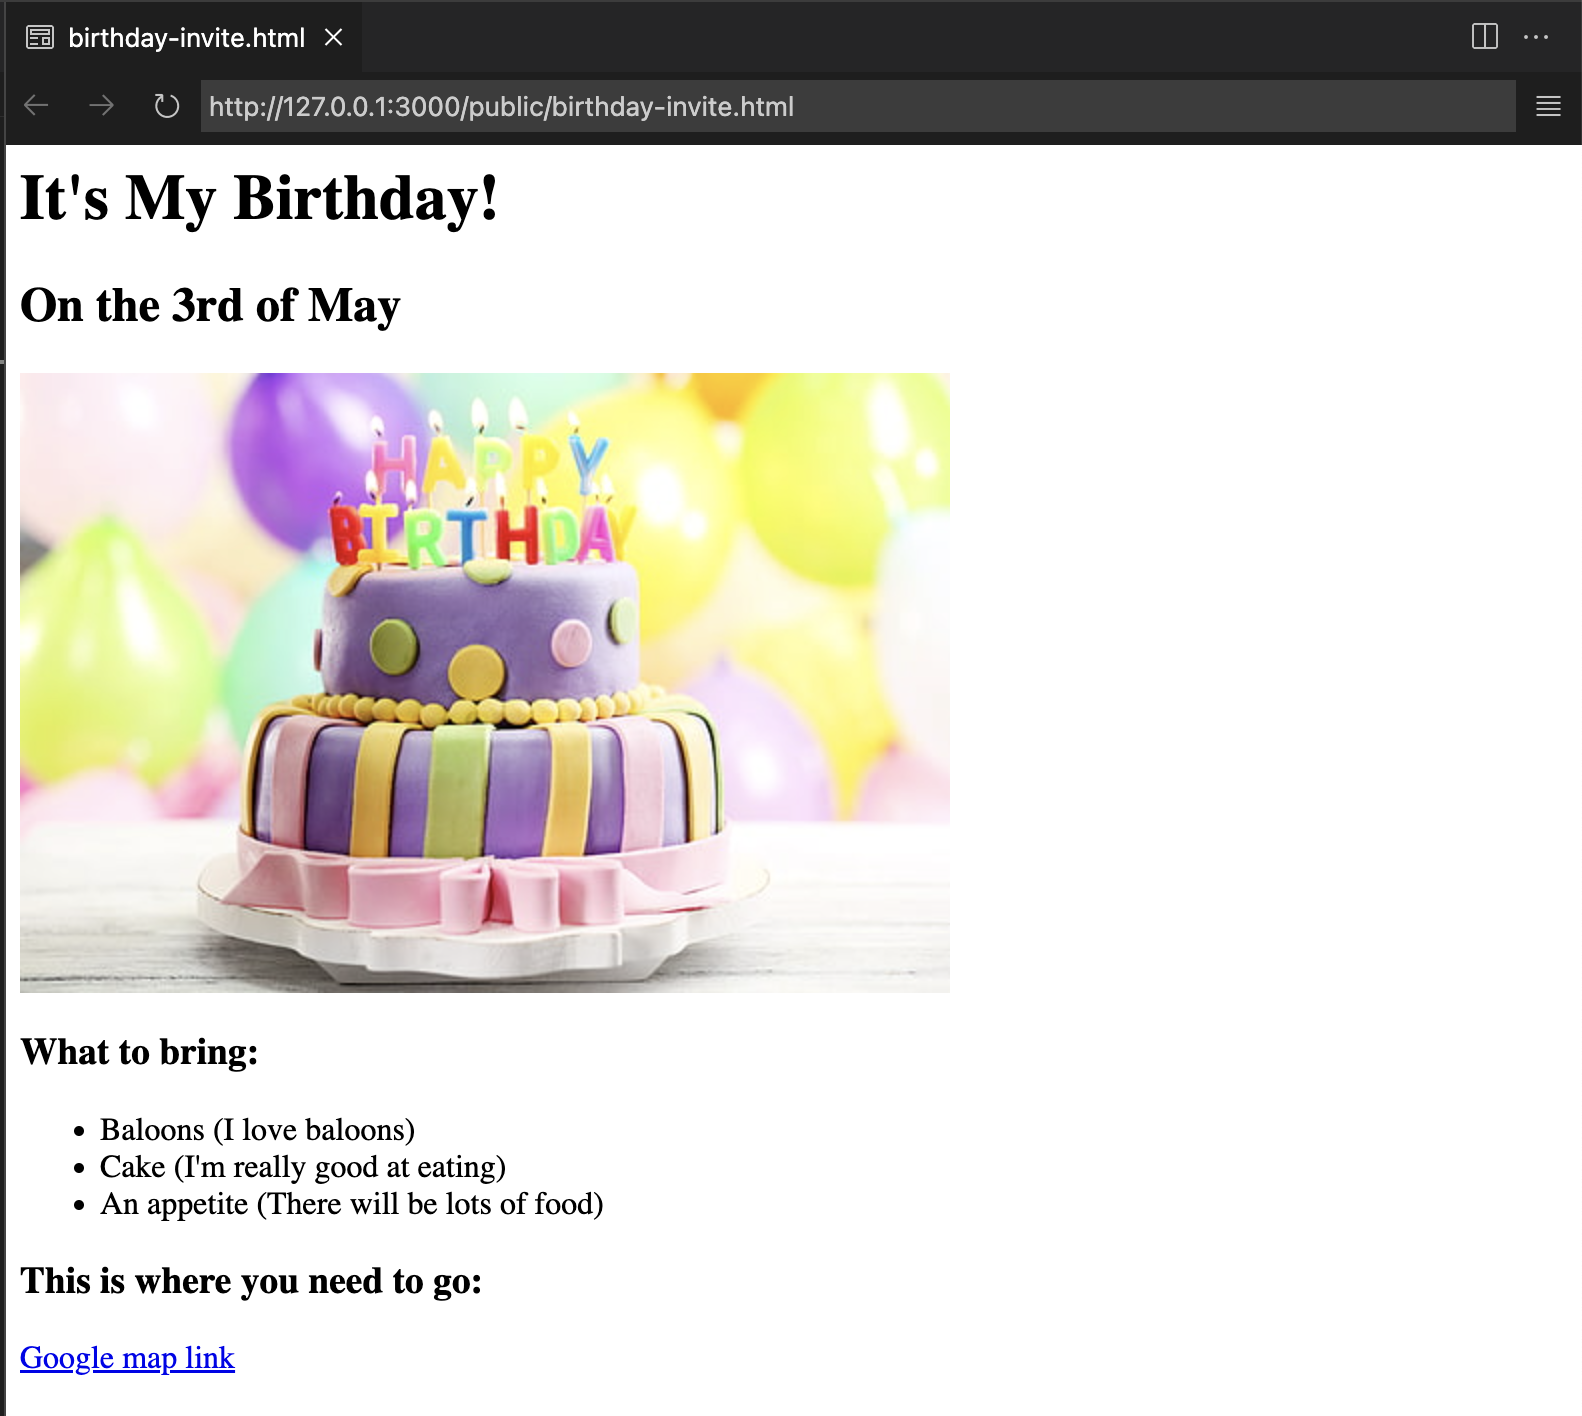 birthday-invite.html
http://127.0.0.1:3000/public/birthday-invite.html
It's My Birthday!
On the 3rd of May
HAPPY
BIRTHDAY
What to bring:
Baloons (I love baloons)
Cake (I'm really good at eating)
An appetite (There will be lots of food)
This is where you need to go:
Google map link